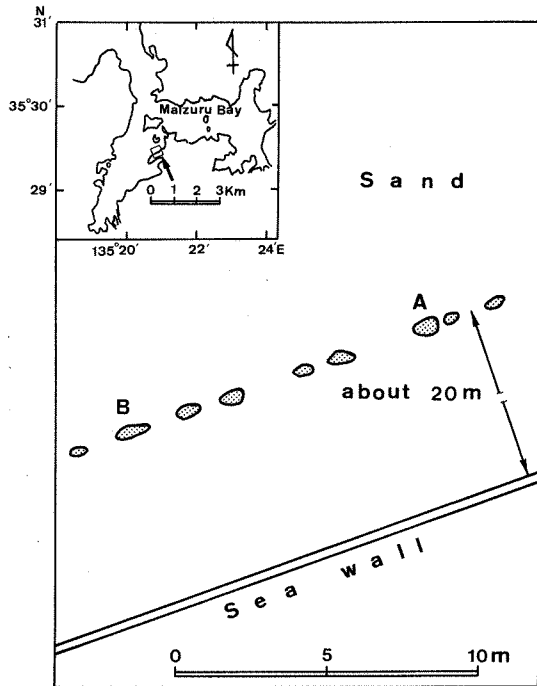 N
31′
35°30′
29′
Maizuru Bay
0 1 2 3Km
135°20′ 22′ 24′E
Sand
A
about 20m
B
Sea wall
0 5 10m